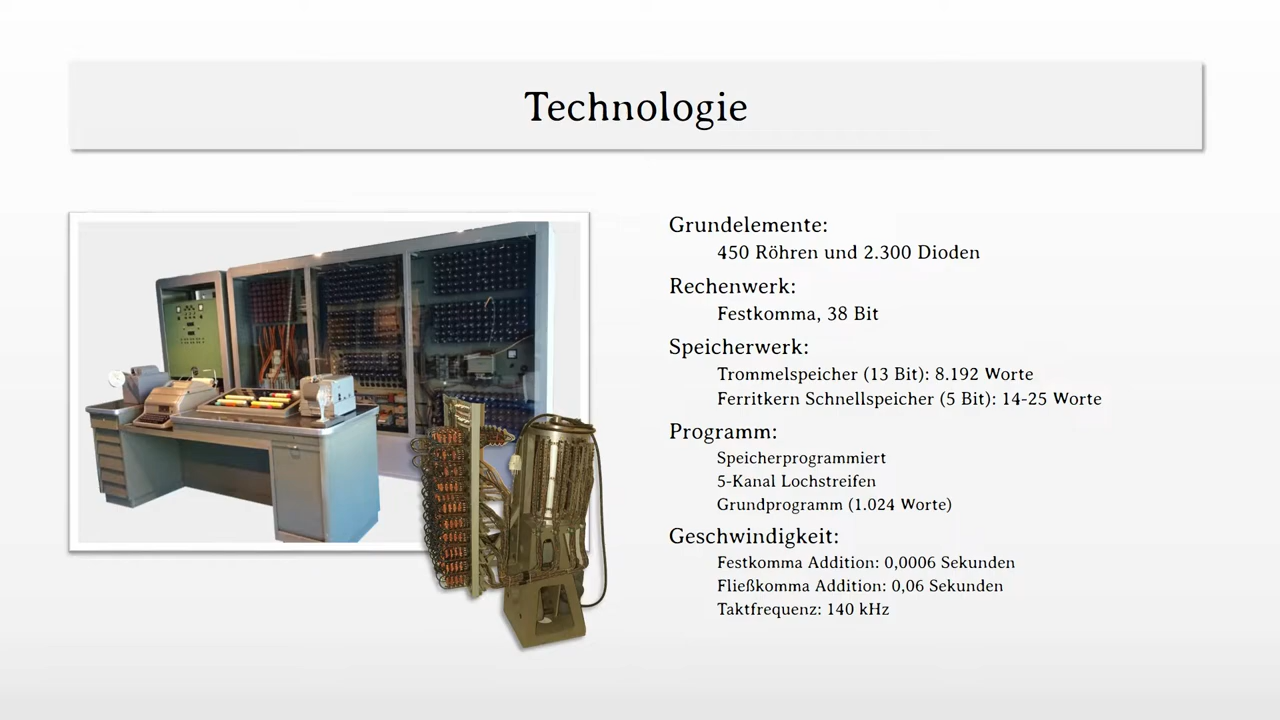 Technologie
Grundelemente:
450 Röhren und 2.300 Dioden
Rechenwerk:
Festkomma, 38 Bit
Speicherwerk:
Trommelspeicher (13 Bit): 8.192 Worte
Ferritkern Schnellspeicher (5 Bit): 14-25 Worte
Programm:
Speicherprogrammiert
5-Kanal Lochstreifen
Grundprogramm (1.024 Worte)
Geschwindigkeit:
Festkomma Addition: 0,0006 Sekunden
Fließkomma Addition: 0,06 Sekunden
Taktfrequenz: 140 kHz